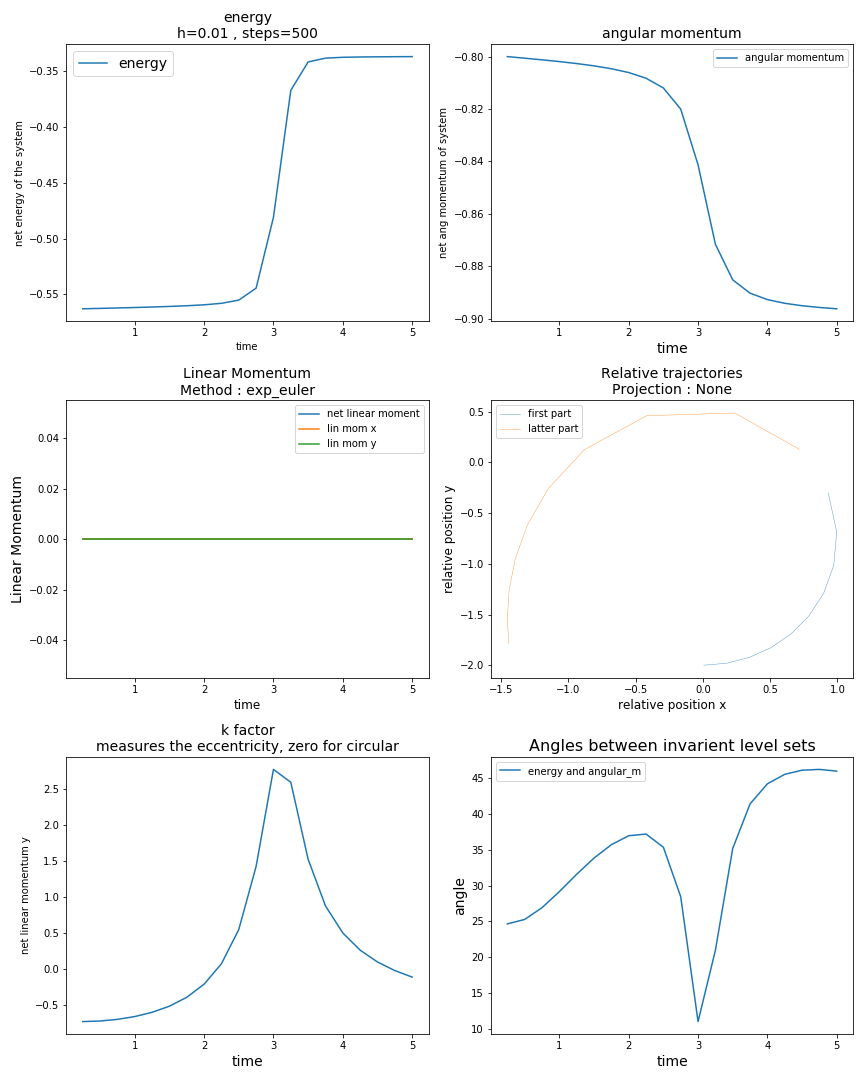 energy
h=0.01 , steps=500
energy
net energy of the system
−0.35
−0.40
−0.45
−0.50
−0.55
1 2 3 4 5
time
angular momentum
angular momentum
net ang momentum of system
−0.80
−0.82
−0.84
−0.86
−0.88
−0.90
1 2 3 4 5
time
Linear Momentum
Method : exp_euler
net linear moment
lin mom x
lin mom y
Linear Momentum
0.04
0.02
0.00
−0.02
−0.04
1 2 3 4 5
time
Relative trajectories
Projection : None
first part
latter part
relative position y
0.5
0.0
−0.5
−1.0
−1.5
−2.0
−1.5 −1.0 −0.5 0.0 0.5 1.0
relative position x
k factor
measures the eccentricity, zero for circular
net linear momentum y
2.5
2.0
1.5
1.0
0.5
0.0
−0.5
1 2 3 4 5
time
Angles between invarient level sets
energy and angular_m
angle
45
40
35
30
25
20
15
10
1 2 3 4 5
time